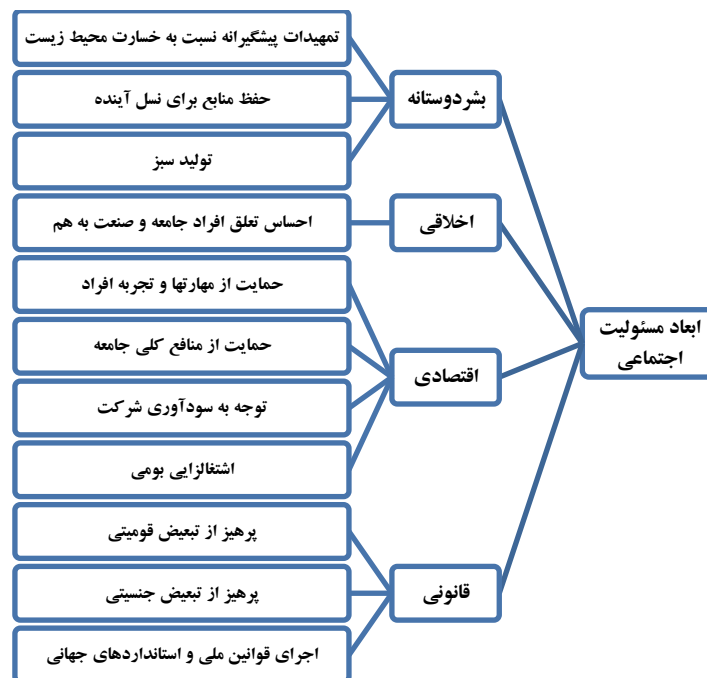 ابعاد مسئولیت
اجتماعی
بشردوستانه
تمهیدات پیشگیرانه نسبت به خسارت محیط زیست
حفظ منابع برای نسل آینده
تولید سبز
اخلاقی
احساس تعلق افراد جامعه و صنعت به هم
اقتصادی
حمایت از مهارتها و تجربه افراد
حمایت از منافع کلی جامعه
توجه به سودآوری شرکت
اشتغالزایی بومی
قانونی
پرهیز از تبعیض قومیتی
پرهیز از تبعیض جنسیتی
اجرای قوانین ملی و استانداردهای جهانی